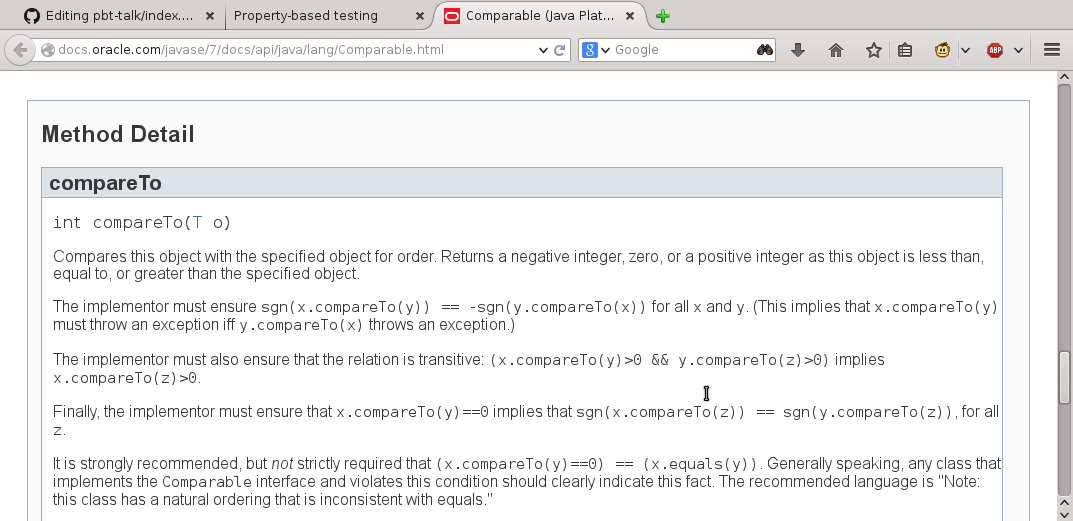 Editing pbt-talk/index.... × Property-based testing × Comparable (Java Plat... ×
docs.oracle.com/javase/7/docs/api/java/lang/Comparable.html Google ABP
Method Detail
compareTo
int compareTo(T o)
Compares this object with the specified object for order. Returns a negative integer, zero, or a positive integer as this object is less than,
equal to, or greater than the specified object.
The implementor must ensure sgn(x.compareTo(y)) == -sgn(y.compareTo(x)) for all x and y. (This implies that x.compareTo(y)
must throw an exception iff y.compareTo(x) throws an exception.)
The implementor must also ensure that the relation is transitive: (x.compareTo(y)>0 && y.compareTo(z)>0) implies
x.compareTo(z)>0.
Finally, the implementor must ensure that x.compareTo(y)==0 implies that sgn(x.compareTo(z)) == sgn(y.compareTo(z)), for all
z.
It is strongly recommended, but not strictly required that (x.compareTo(y)==0) == (x.equals(y)). Generally speaking, any class that
implements the Comparable interface and violates this condition should clearly indicate this fact. The recommended language is "Note:
this class has a natural ordering that is inconsistent with equals."